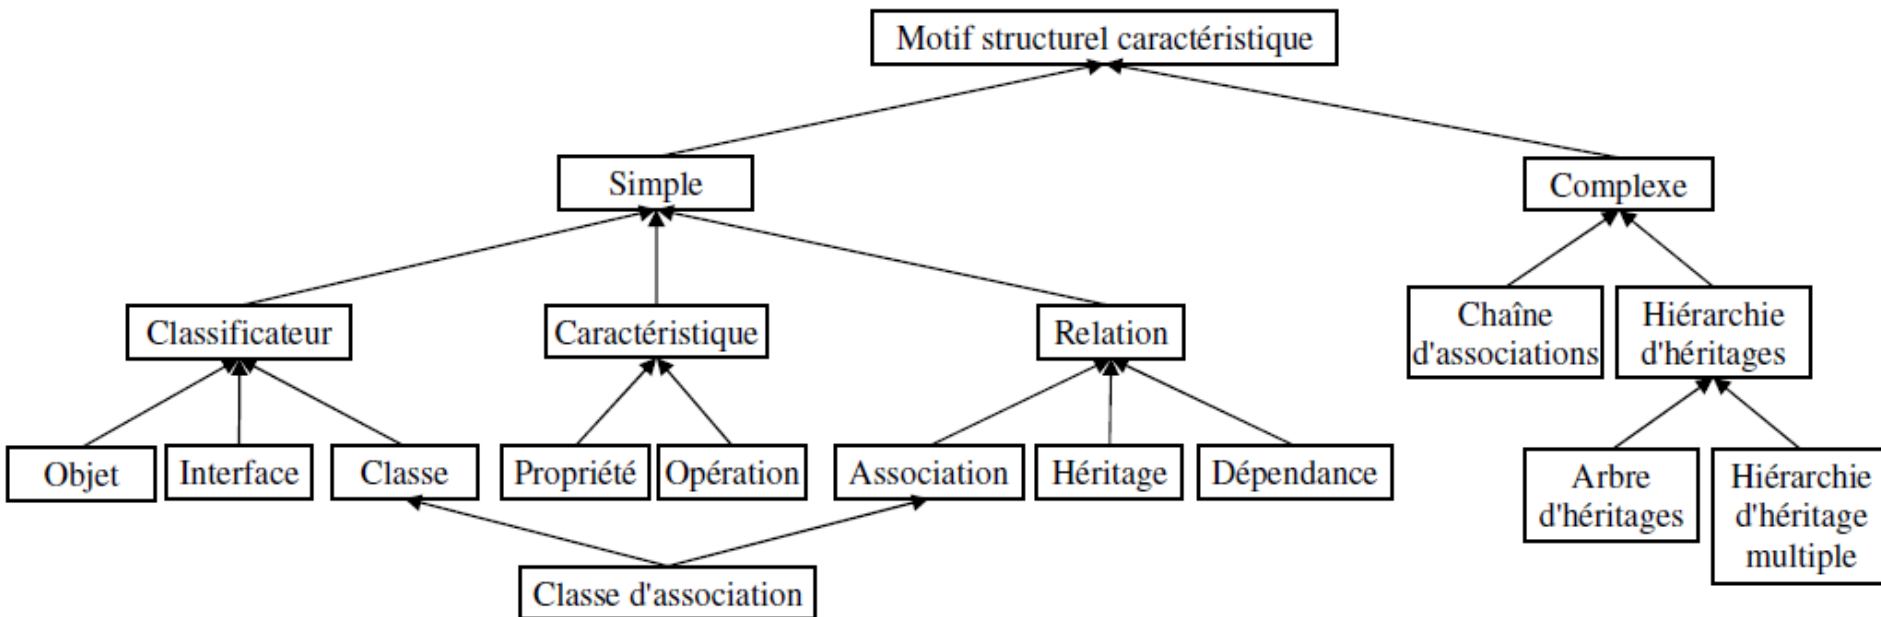 Motif structurel caractéristique
Simple
Complexe
Classificateur
Caractéristique
Relation
Chaîne
d'associations
Hiérarchie
d'héritages
Objet
Interface
Classe
Propriété
Opération
Association
Héritage
Dépendance
Arbre
d'héritages
Hiérarchie
d'héritage
multiple
Classe d'association